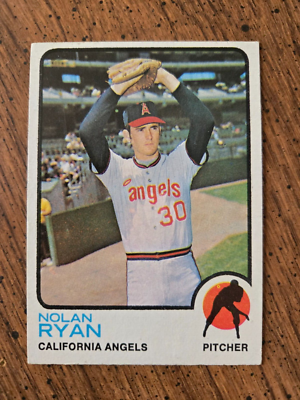 A
angels
30
NOLAN
RYAN
CALIFORNIA ANGELS PITCHER